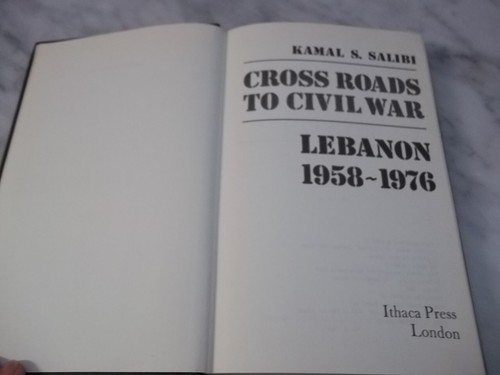 KAMAL S. SALIBI
CROSS ROADS
TO CIVIL WAR
LEBANON
1958~1976
Ithaca Press
London